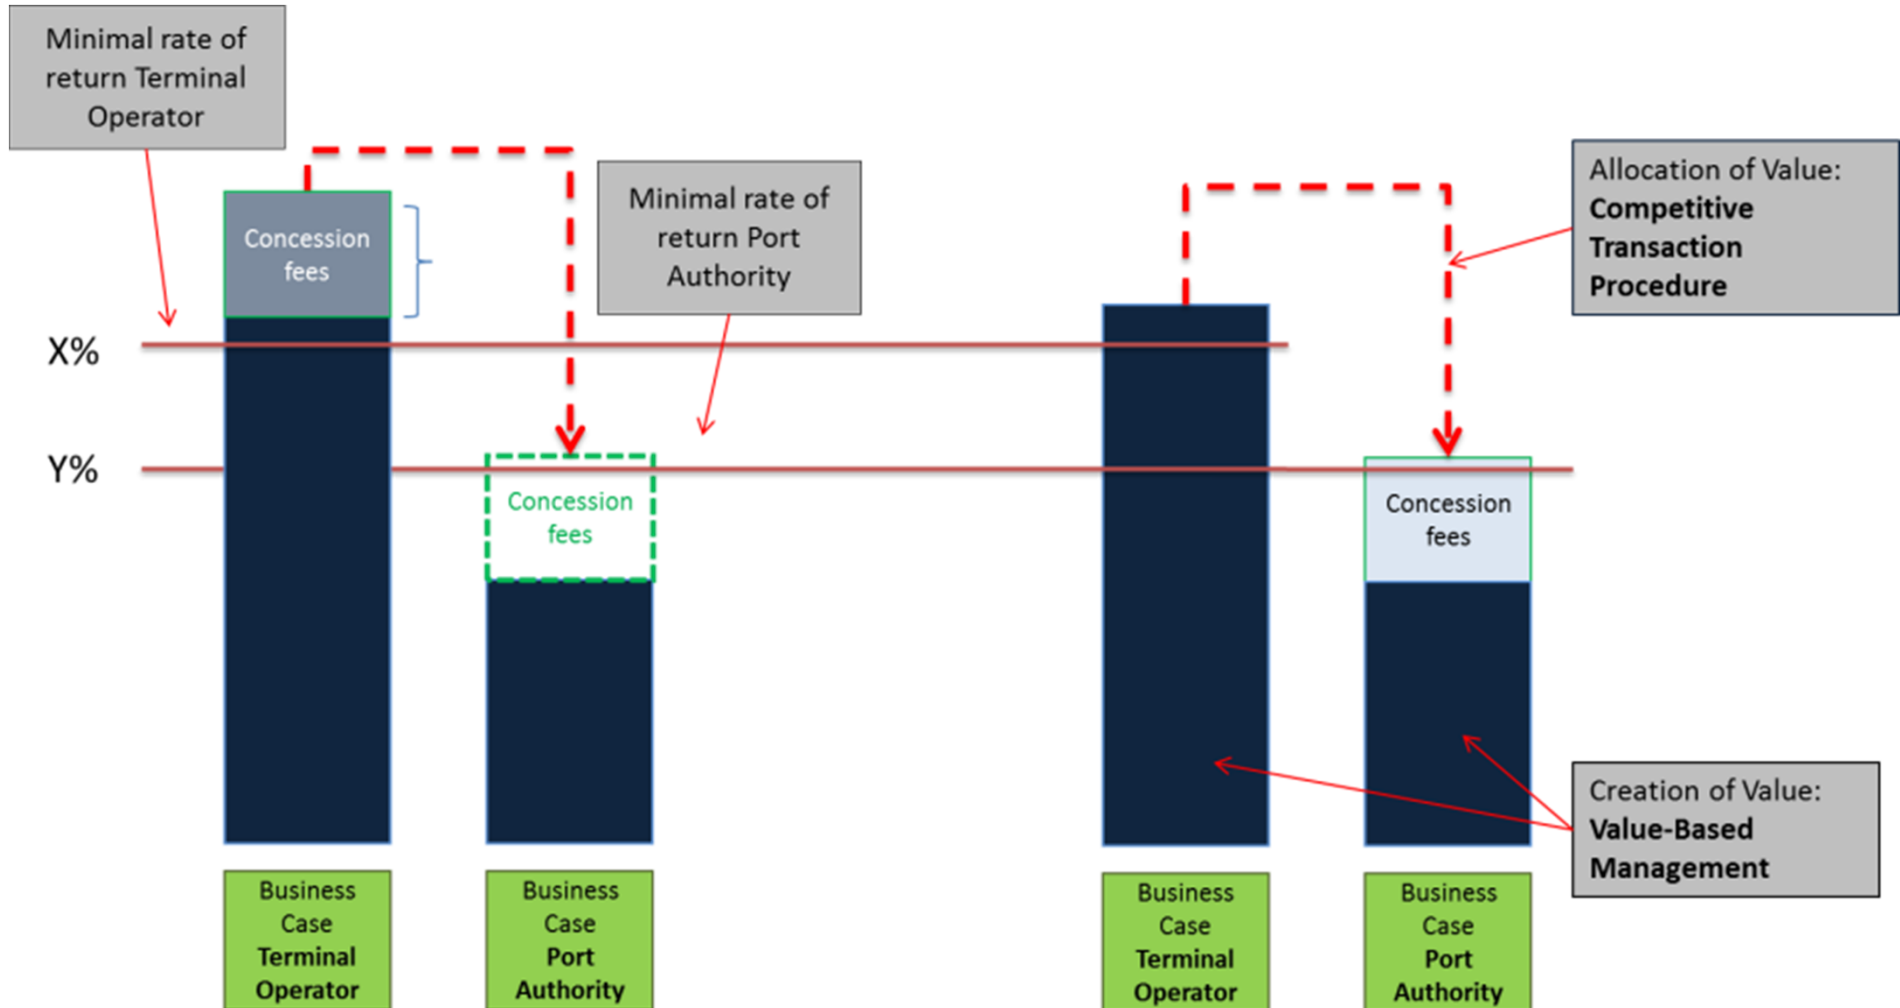 Minimal rate of
return Terminal
Operator
Concession
fees
Minimal rate of
return Port
Authority
Allocation of Value:
Competitive
Transaction
Procedure
X%
Y%
Concession
fees
Concession
fees
Creation of Value:
Value-Based
Management
Business
Case
Terminal
Operator
Business
Case
Port
Authority
Business
Case
Terminal
Operator
Business
Case
Port
Authority